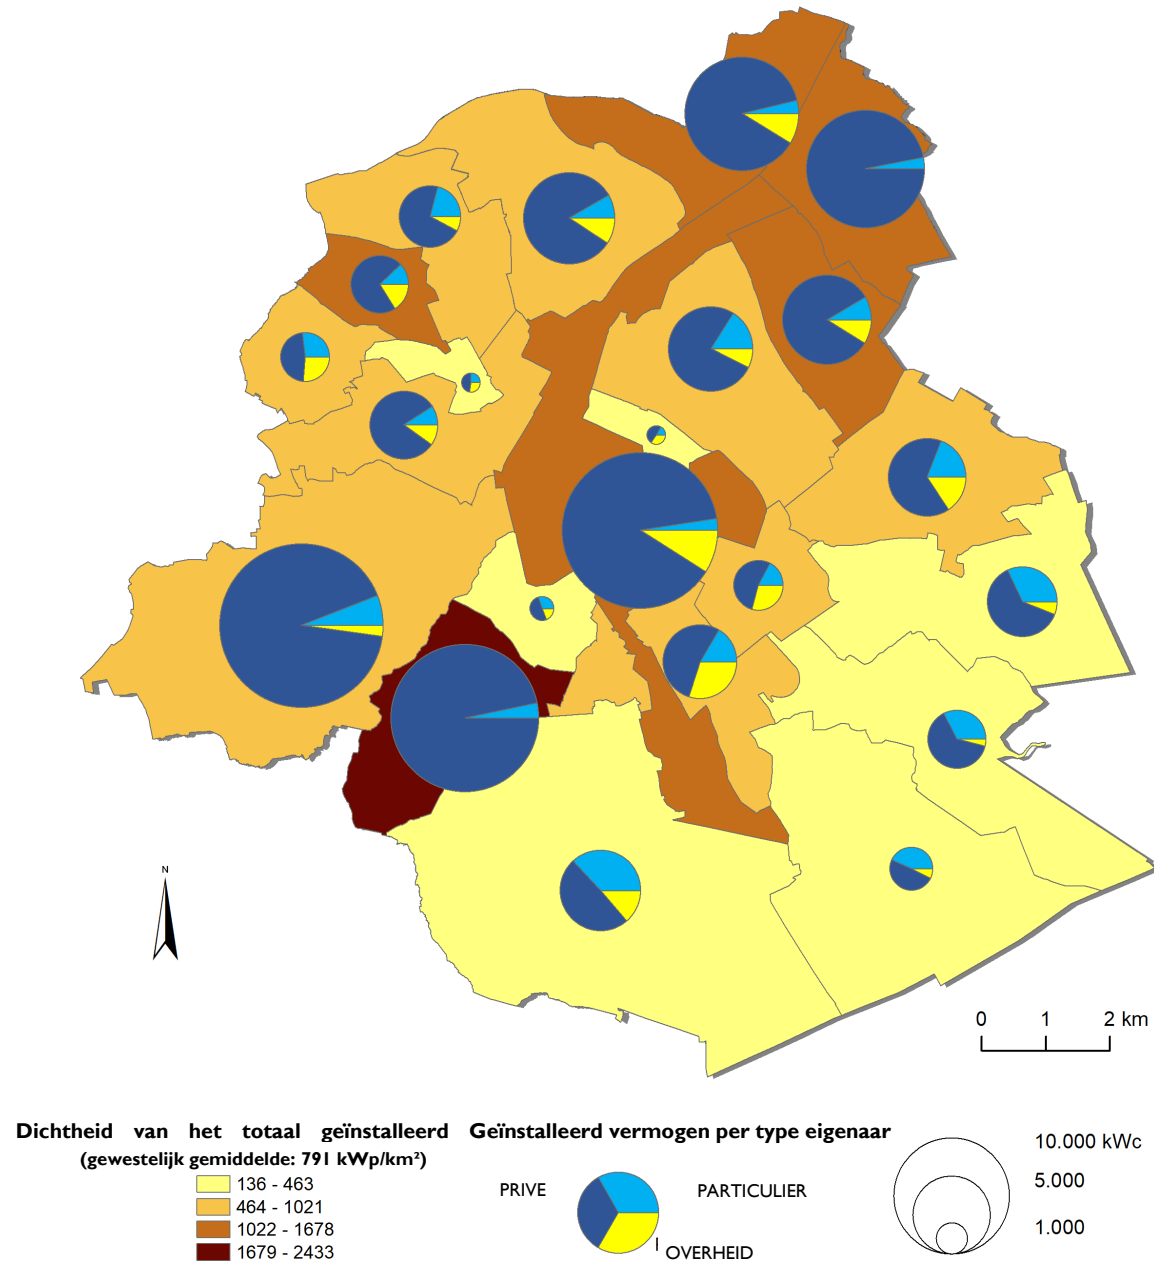 N
0 1 2 km
Dichtheid van het totaal geïnstalleerd
(gewestelijk gemiddelde: 791 kWp/km²)
136 - 463
464 - 1021
1022 - 1678
1679 - 2433
Geïnstalleerd vermogen per type eigenaar
PRIVE
PARTICULIER
OVERHEID
10.000 kWc
5.000
1.000